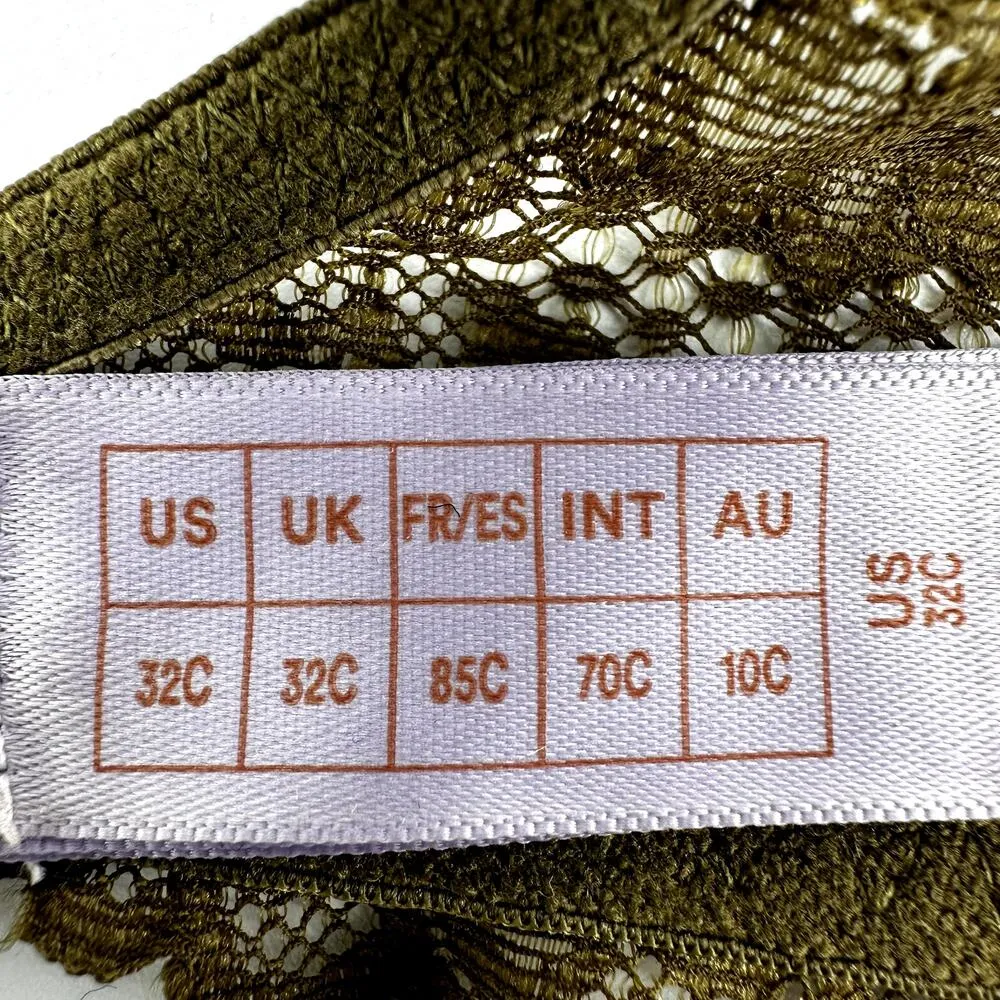 US UK FR/ES INT AU
32C 32C 85C 70C 10C
US
32C